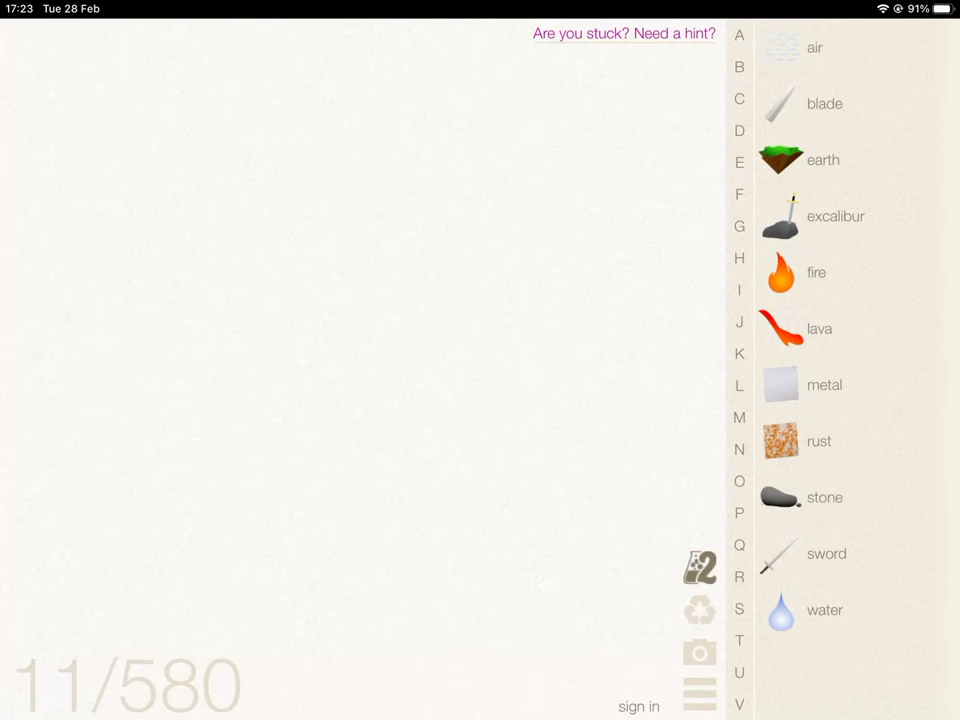 17:23 Tue 28 Feb
91%
Are you stuck? Need a hint?
A
B
C
D
E
F
G
H
I
J
K
L
M
N
O
P
Q
R
S
T
U
V
air
blade
earth
excalibur
fire
lava
metal
rust
stone
sword
water
2
11/580
sign in